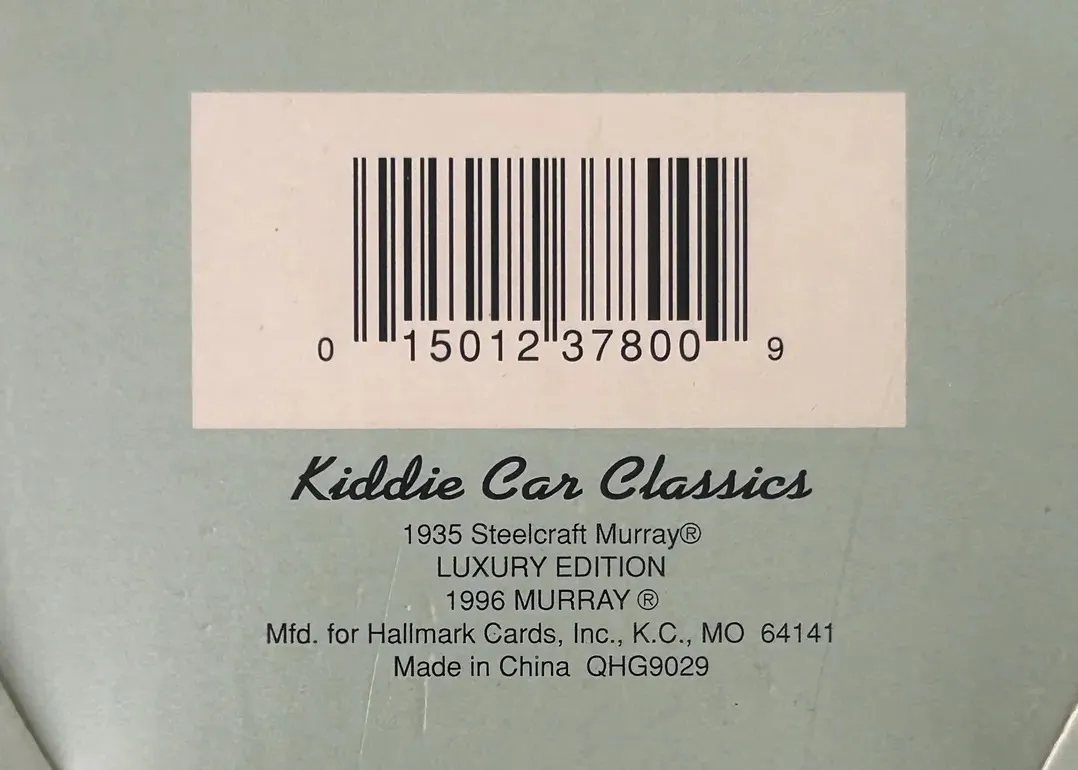 0 15012 37800 9
Kiddie Car Classics
1935 Steelcraft Murray®
LUXURY EDITION
1996 MURRAY ®
Mfd. for Hallmark Cards, Inc., K.C., MO 64141
Made in China QHG9029